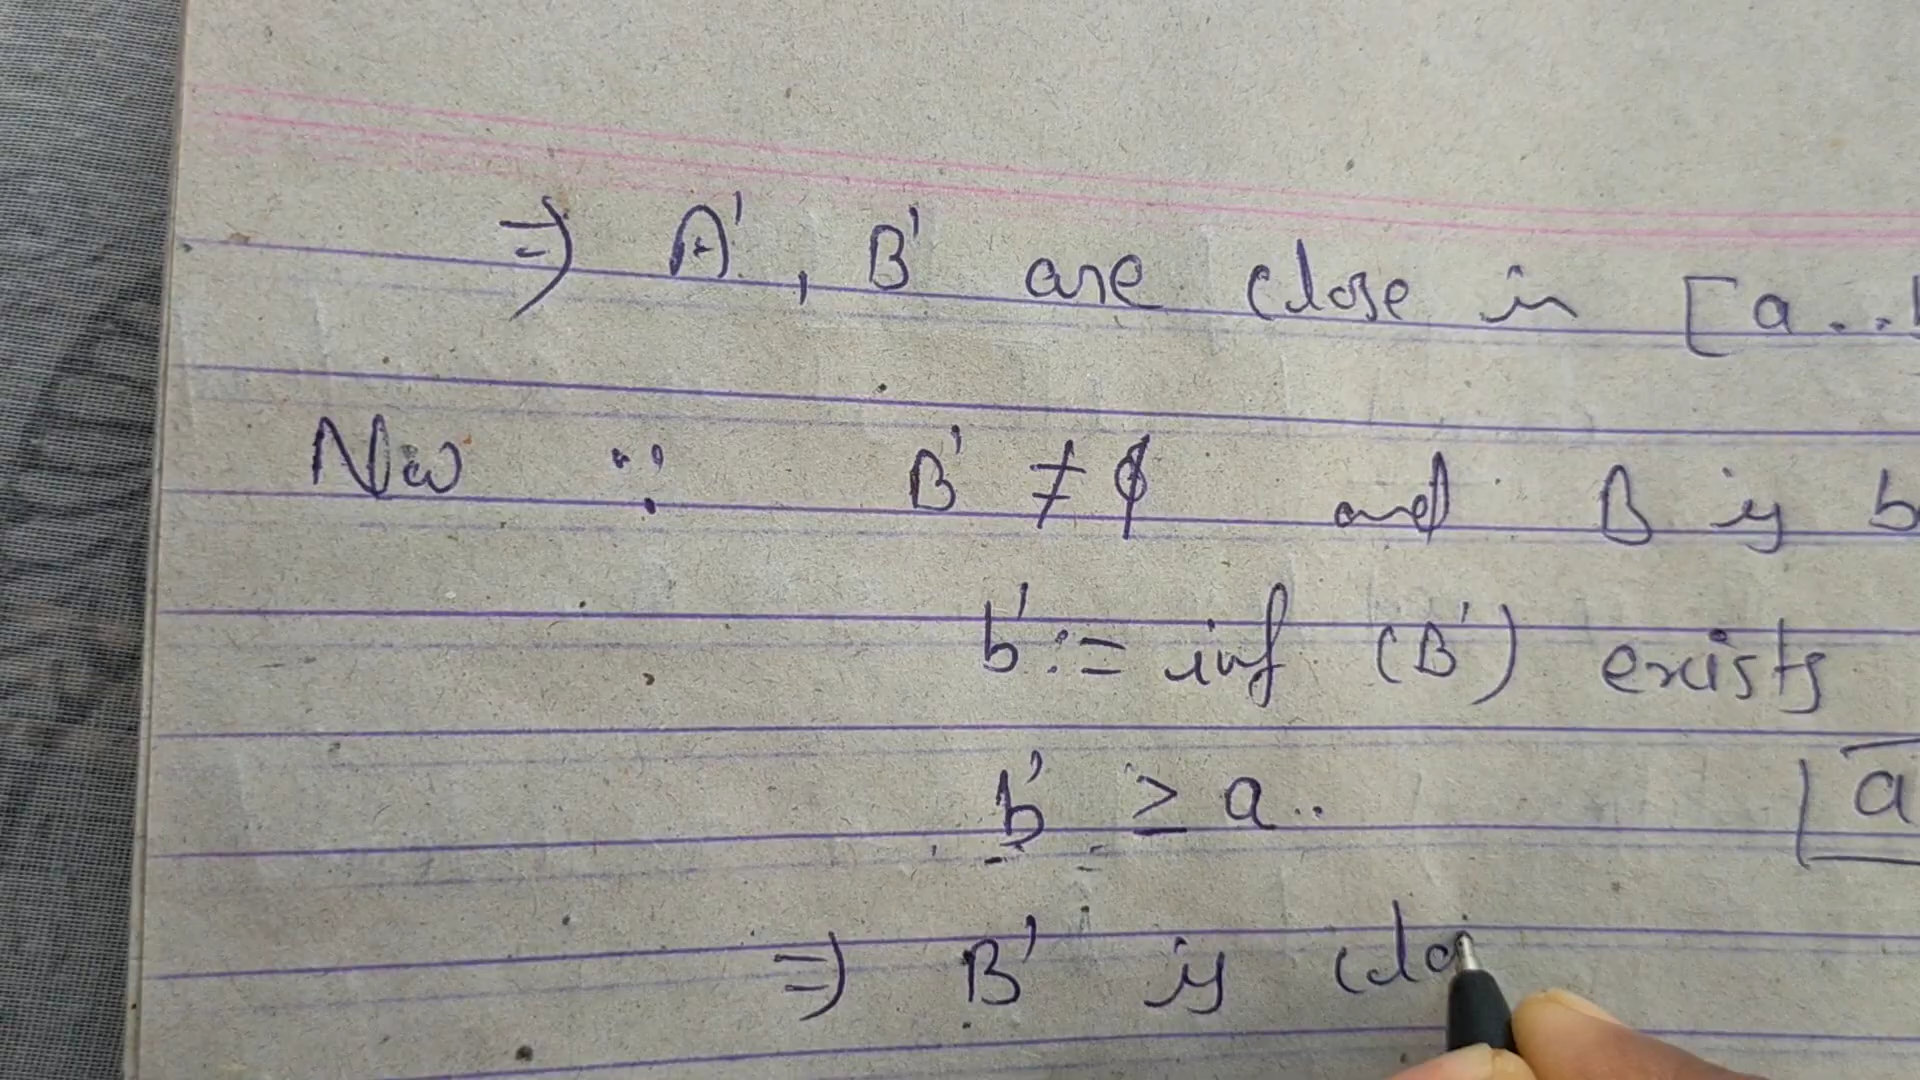 ⇒ A', B' are close in [a..b
Now ∵ B' ≠ ϕ and B is b
b' := inf (B') exists
b' ≥ a.. a
⇒ B' is clo